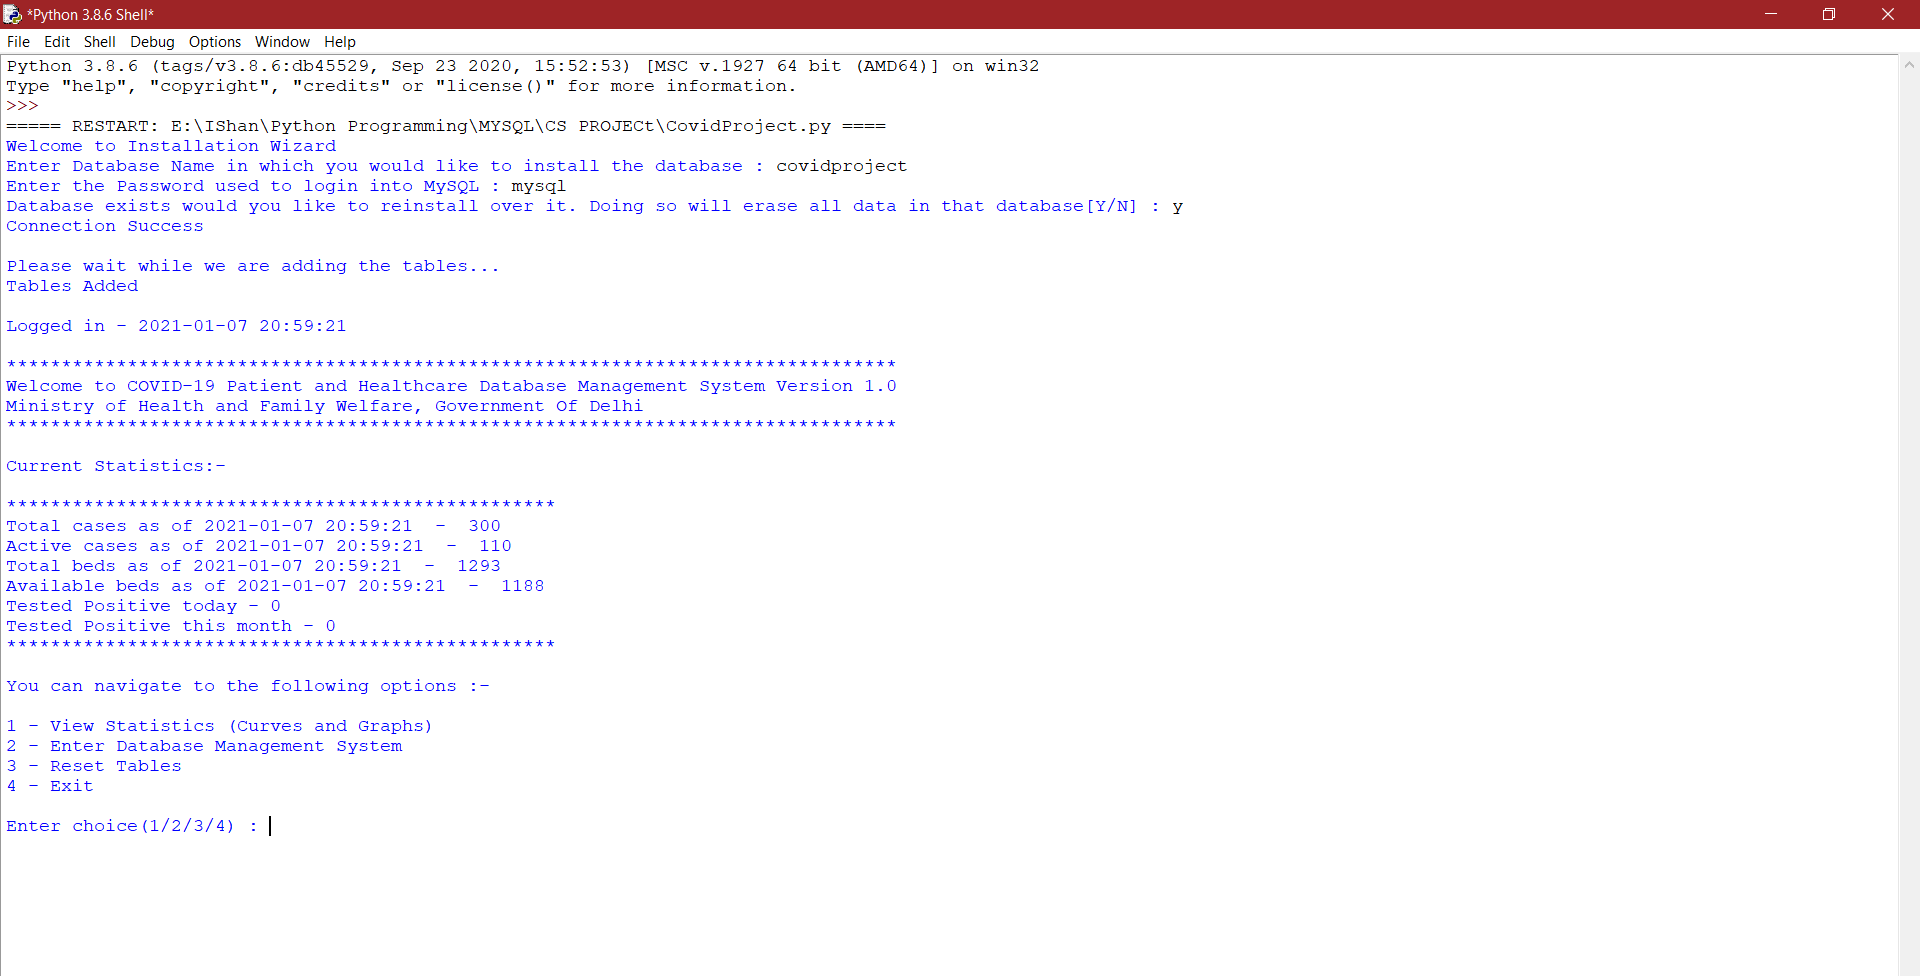 *Python 3.8.6 Shell*
File Edit Shell Debug Options Window Help
Python 3.8.6 (tags/v3.8.6:db45529, Sep 23 2020, 15:52:53) [MSC v.1927 64 bit (AMD64)] on win32
Type "help", "copyright", "credits" or "license()" for more information.
>>>
===== RESTART: E:\IShan\Python Programming\MYSQL\CS PROJECt\CovidProject.py ====
Welcome to Installation Wizard
Enter Database Name in which you would like to install the database : covidproject
Enter the Password used to login into MySQL : mysql
Database exists would you like to reinstall over it. Doing so will erase all data in that database[Y/N] : y
Connection Success
Please wait while we are adding the tables...
Tables Added
Logged in - 2021-01-07 20:59:21
*********************************************************************************
Welcome to COVID-19 Patient and Healthcare Database Management System Version 1.0
Ministry of Health and Family Welfare, Government Of Delhi
*********************************************************************************
Current Statistics:-
**************************************************
Total cases as of 2021-01-07 20:59:21  -  300
Active cases as of 2021-01-07 20:59:21  -  110
Total beds as of 2021-01-07 20:59:21  -  1293
Available beds as of 2021-01-07 20:59:21  -  1188
Tested Positive today - 0
Tested Positive this month - 0
**************************************************
You can navigate to the following options :-
1 - View Statistics (Curves and Graphs)
2 - Enter Database Management System
3 - Reset Tables
4 - Exit
Enter choice(1/2/3/4) :